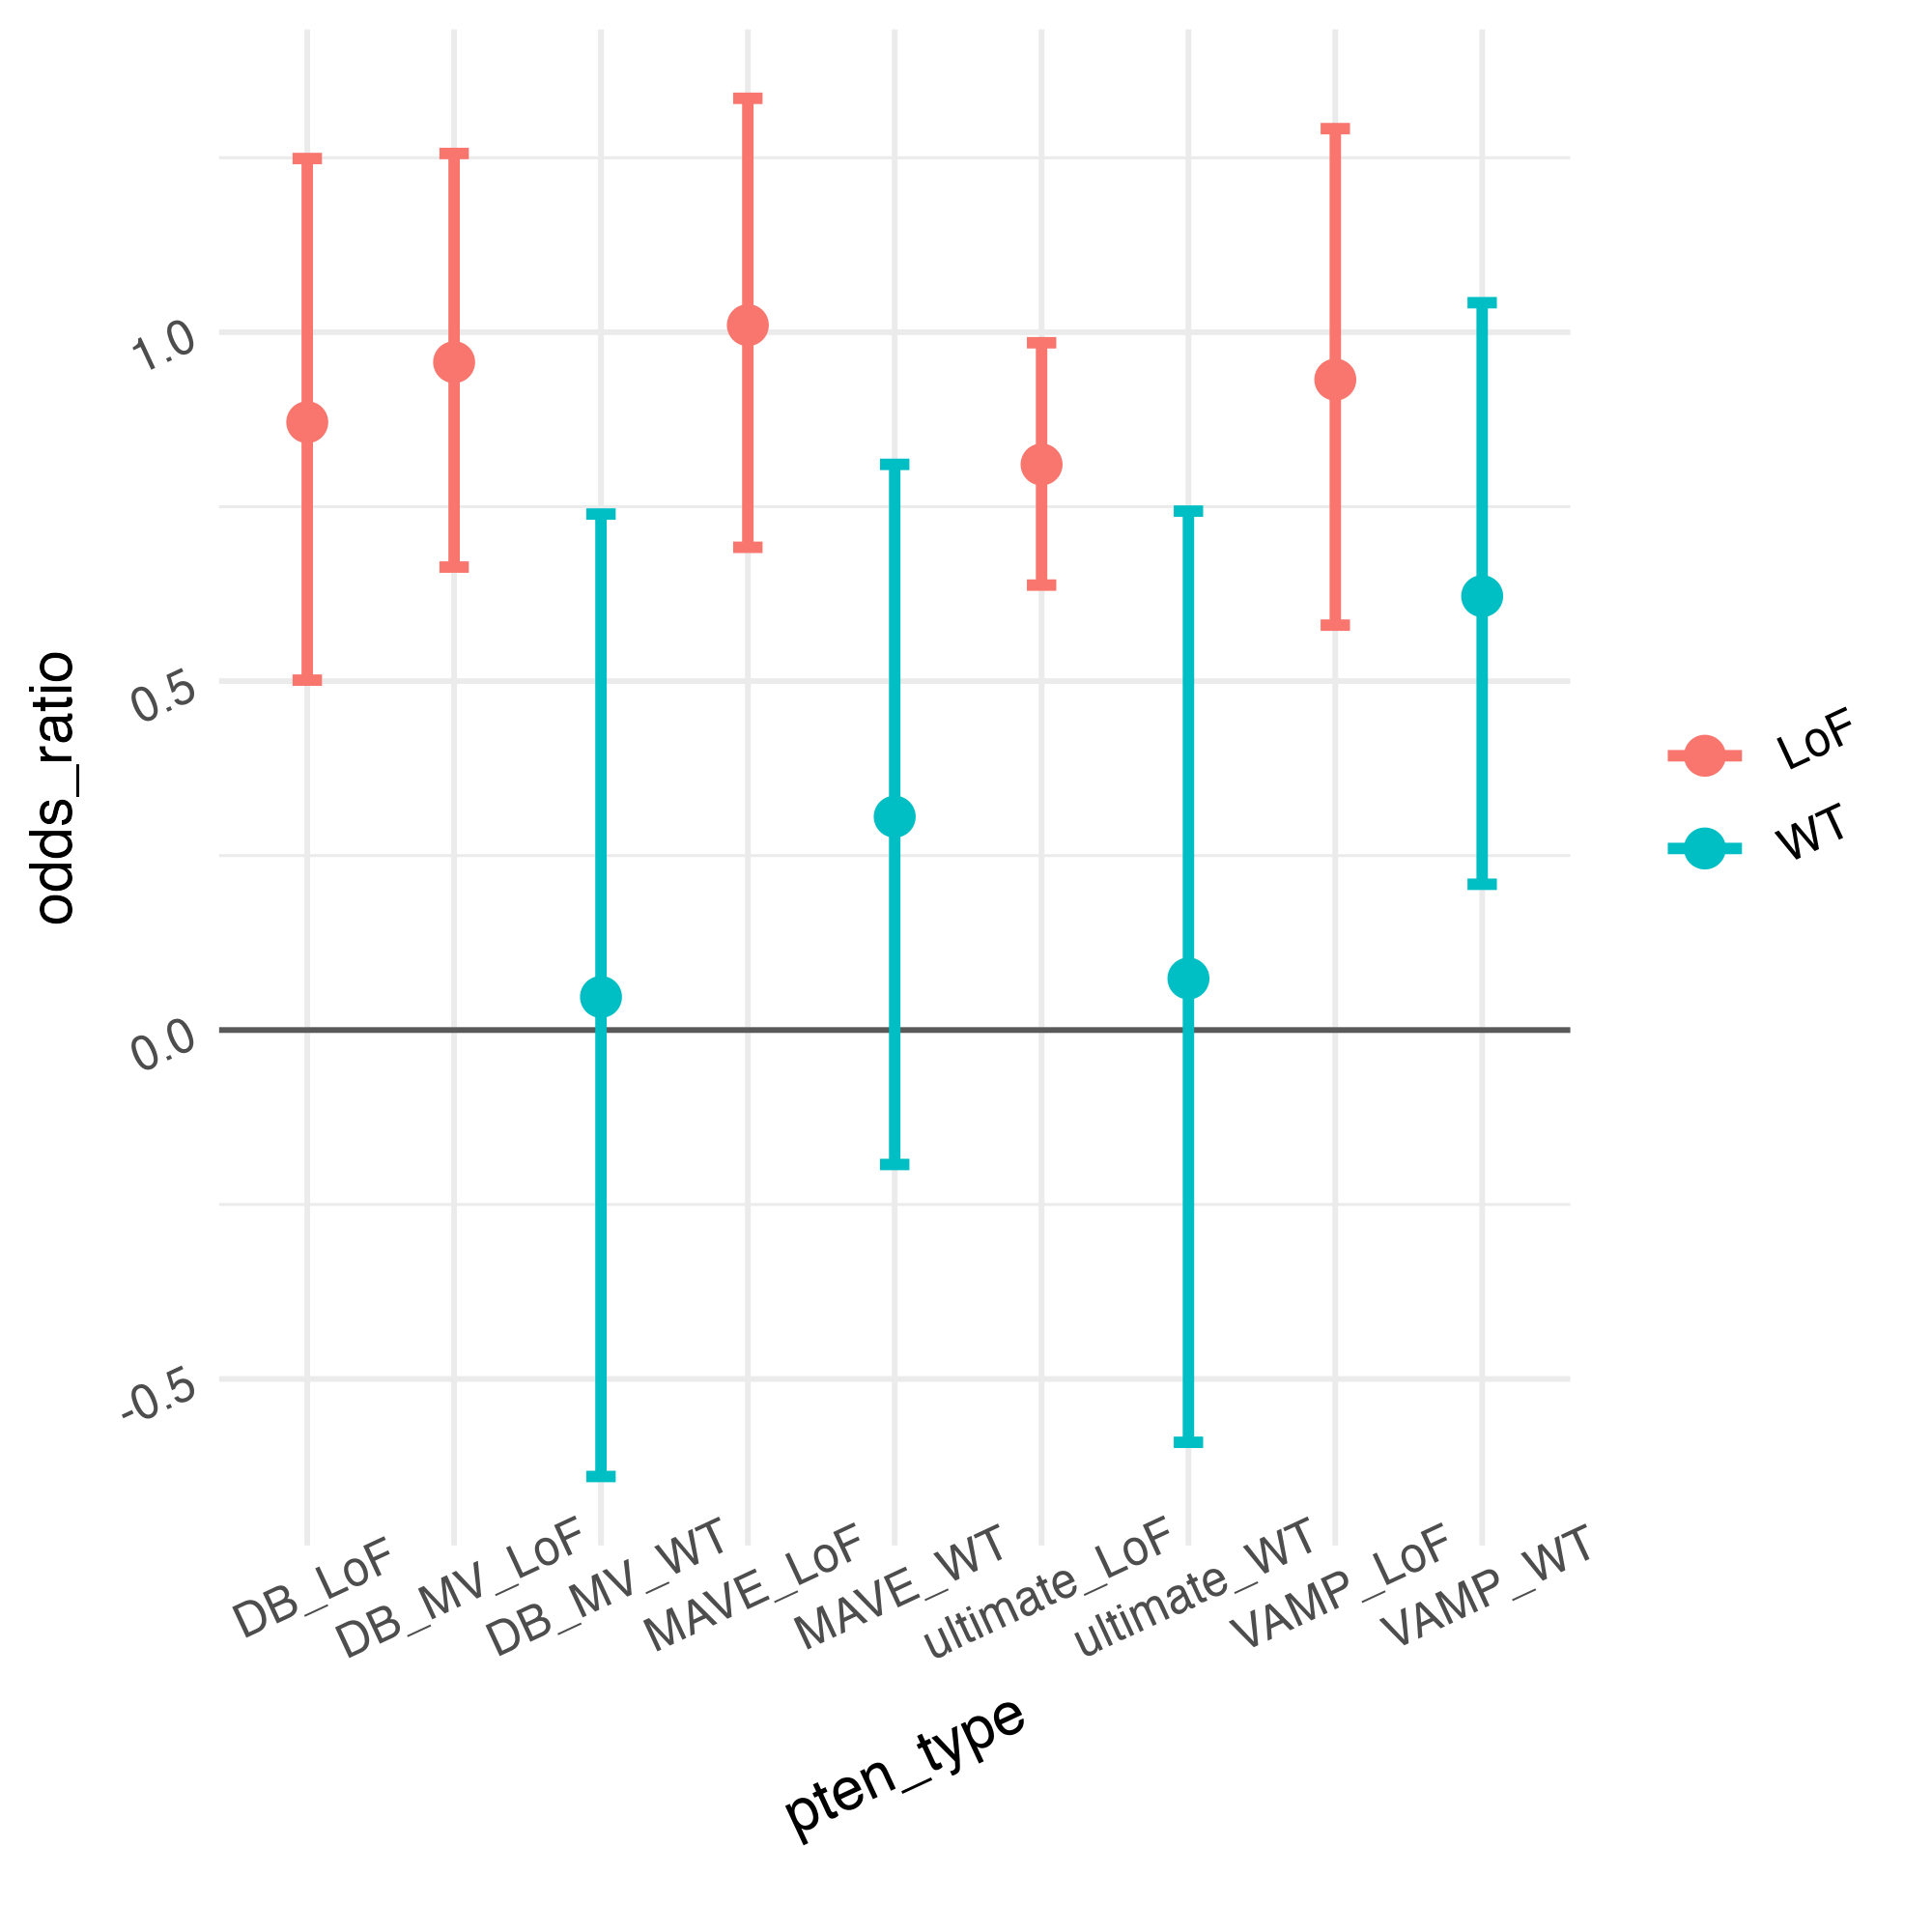 odds_ratio
1.0
0.5
0.0
-0.5
DB_LoF
DB_MV_LoF
DB_MV_WT
MAVE_LoF
MAVE_WT
ultimate_LoF
ultimate_WT
VAMP_LoF
VAMP_WT
pten_type
LoF
WT